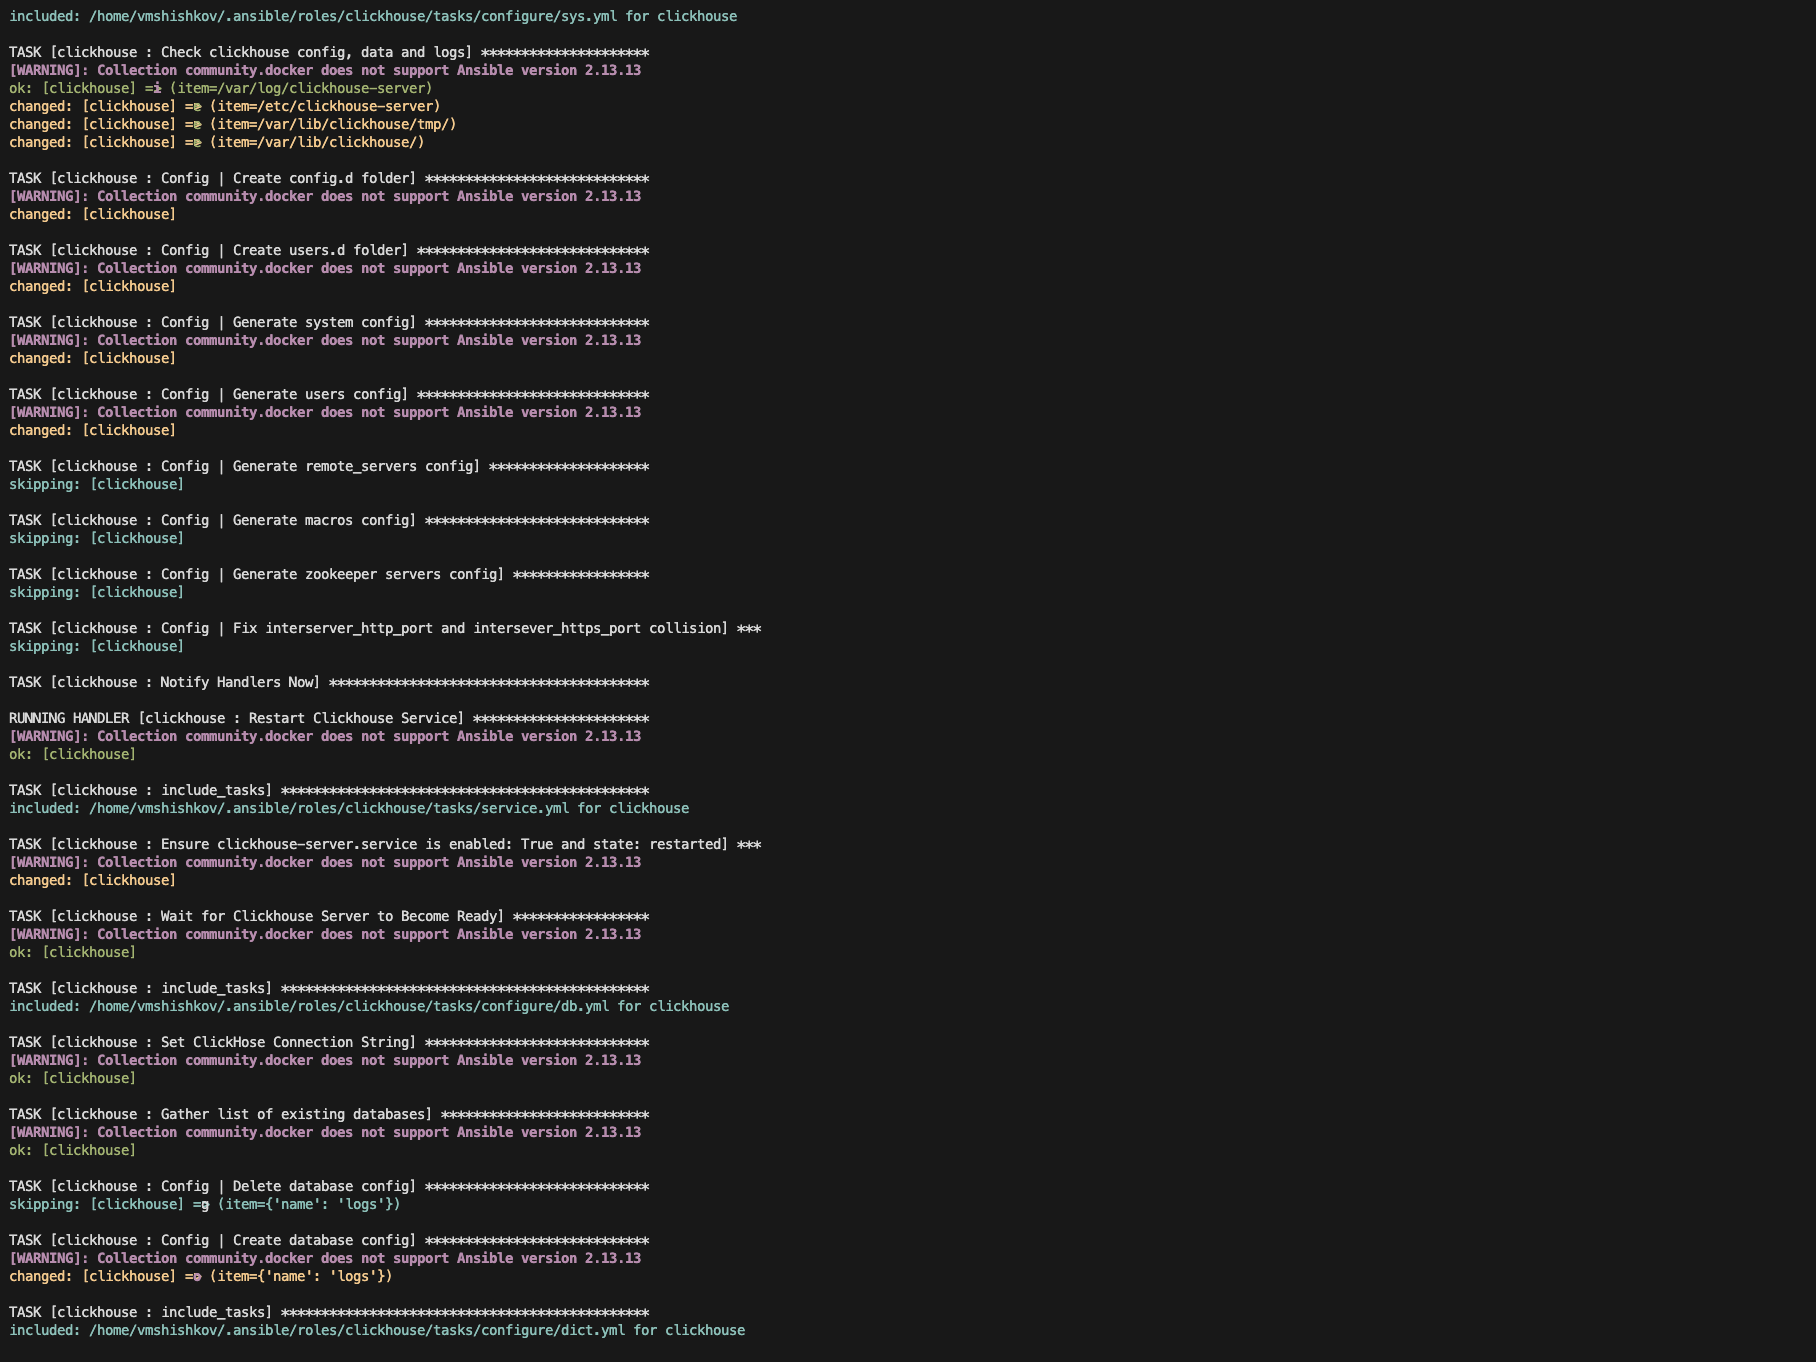 included: /home/vmshishkov/.ansible/roles/clickhouse/tasks/configure/sys.yml for clickhouse
TASK [clickhouse : Check clickhouse config, data and logs] *********************
[WARNING]: Collection community.docker does not support Ansible version 2.13.13
ok: [clickhouse] => (item=/var/log/clickhouse-server)
changed: [clickhouse] => (item=/etc/clickhouse-server)
changed: [clickhouse] => (item=/var/lib/clickhouse/tmp/)
changed: [clickhouse] => (item=/var/lib/clickhouse/)
TASK [clickhouse : Config | Create config.d folder] ****************************
[WARNING]: Collection community.docker does not support Ansible version 2.13.13
changed: [clickhouse]
TASK [clickhouse : Config | Create users.d folder] *****************************
[WARNING]: Collection community.docker does not support Ansible version 2.13.13
changed: [clickhouse]
TASK [clickhouse : Config | Generate system config] ****************************
[WARNING]: Collection community.docker does not support Ansible version 2.13.13
changed: [clickhouse]
TASK [clickhouse : Config | Generate users config] *****************************
[WARNING]: Collection community.docker does not support Ansible version 2.13.13
changed: [clickhouse]
TASK [clickhouse : Config | Generate remote_servers config] ********************
skipping: [clickhouse]
TASK [clickhouse : Config | Generate macros config] ****************************
skipping: [clickhouse]
TASK [clickhouse : Config | Generate zookeeper servers config] *****************
skipping: [clickhouse]
TASK [clickhouse : Config | Fix interserver_http_port and intersever_https_port collision] ***
skipping: [clickhouse]
TASK [clickhouse : Notify Handlers Now] ****************************************
RUNNING HANDLER [clickhouse : Restart Clickhouse Service] **********************
[WARNING]: Collection community.docker does not support Ansible version 2.13.13
ok: [clickhouse]
TASK [clickhouse : include_tasks] **********************************************
included: /home/vmshishkov/.ansible/roles/clickhouse/tasks/service.yml for clickhouse
TASK [clickhouse : Ensure clickhouse-server.service is enabled: True and state: restarted] ***
[WARNING]: Collection community.docker does not support Ansible version 2.13.13
changed: [clickhouse]
TASK [clickhouse : Wait for Clickhouse Server to Become Ready] *****************
[WARNING]: Collection community.docker does not support Ansible version 2.13.13
ok: [clickhouse]
TASK [clickhouse : include_tasks] **********************************************
included: /home/vmshishkov/.ansible/roles/clickhouse/tasks/configure/db.yml for clickhouse
TASK [clickhouse : Set ClickHose Connection String] ****************************
[WARNING]: Collection community.docker does not support Ansible version 2.13.13
ok: [clickhouse]
TASK [clickhouse : Gather list of existing databases] **************************
[WARNING]: Collection community.docker does not support Ansible version 2.13.13
ok: [clickhouse]
TASK [clickhouse : Config | Delete database config] ****************************
skipping: [clickhouse] => (item={'name': 'logs'})
TASK [clickhouse : Config | Create database config] ****************************
[WARNING]: Collection community.docker does not support Ansible version 2.13.13
changed: [clickhouse] => (item={'name': 'logs'})
TASK [clickhouse : include_tasks] **********************************************
included: /home/vmshishkov/.ansible/roles/clickhouse/tasks/configure/dict.yml for clickhouse